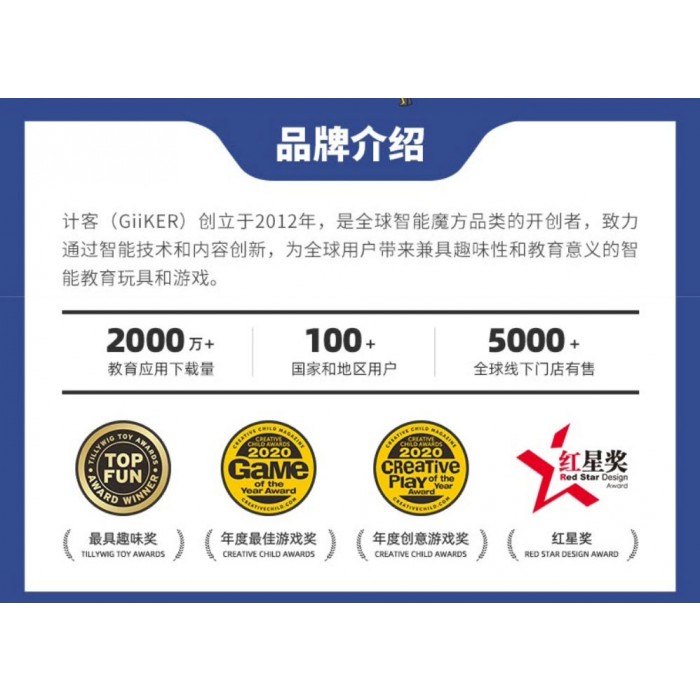 品牌介绍
计客（GiiKER）创立于2012年，是全球智能魔方品类的开创者，致力
通过智能技术和内容创新，为全球用户带来兼具趣味性和教育意义的智
能教育玩具和游戏。
2000万+
教育应用下载量
100+
国家和地区用户
5000+
全球线下门店有售
TILLYWIG TOY AWARDS
TOP
FUN
AWARD WINNER
CREATIVE CHILD MAGAZINE
CREATIVE
CHILD AWARDS
2020
GaMe
of the
Year Award
CREATIVECHILD.COM
CREATIVE CHILD MAGAZINE
CREATIVE
CHILD AWARDS
2020
CReaTive
Play of the
Year
Award
CREATIVECHILD.COM
红星奖
Red Star Design
Award
最具趣味奖
TILLYWIG TOY AWARDS
年度最佳游戏奖
CREATIVE CHILD AWARDS
年度创意游戏奖
CREATIVE CHILD AWARDS
红星奖
RED STAR DESIGN AWARD